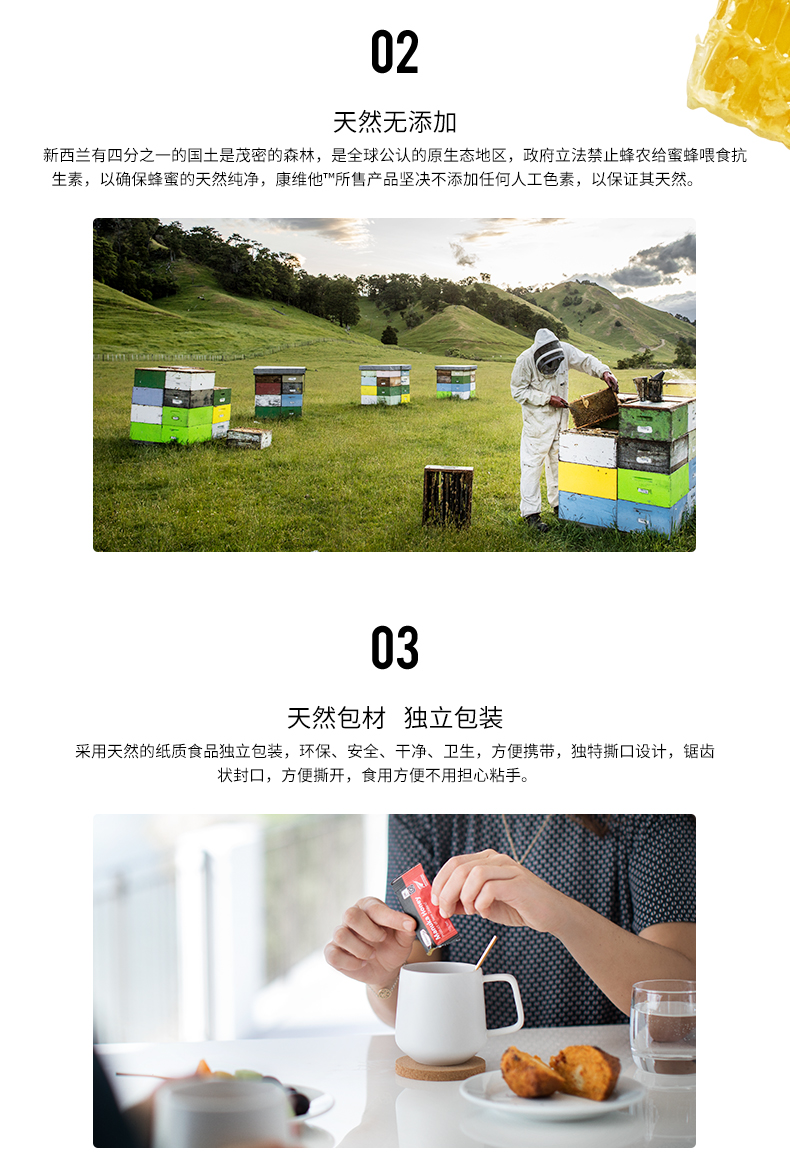 02
天然无添加
新西兰有四分之一的国土是茂密的森林，是全球公认的原生态地区，政府立法禁止蜂农给蜜蜂喂食抗
生素，以确保蜂蜜的天然纯净，康维他™所售产品坚决不添加任何人工色素，以保证其天然。
03
天然包材 独立包装
采用天然的纸质食品独立包装，环保、安全、干净、卫生，方便携带，独特撕口设计，锯齿
状封口，方便撕开，食用方便不用担心粘手。
Manuka Honey